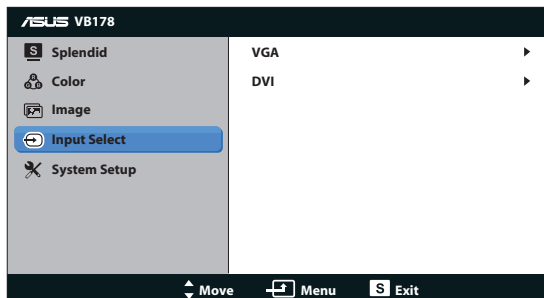 ASUS VB178
S Splendid
Color
Image
Input Select
System Setup
VGA
DVI
Move Menu S Exit